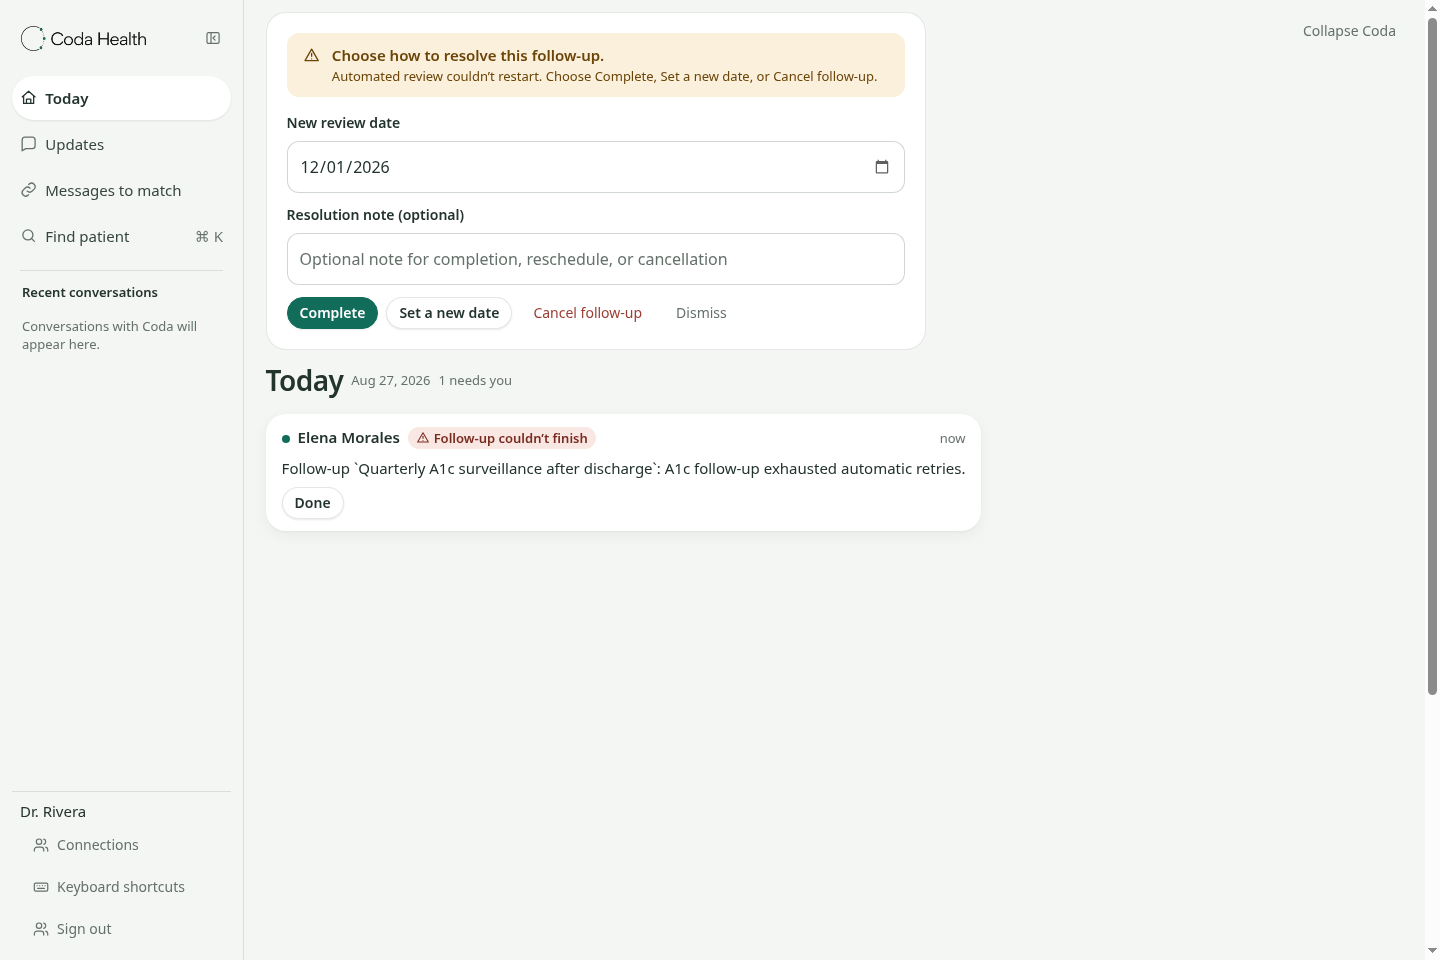 Coda Health
Today
Updates
Messages to match
Find patient ⌘ K
Recent conversations
Conversations with Coda will
appear here.
Dr. Rivera
Connections
Keyboard shortcuts
Sign out
Collapse Coda
Choose how to resolve this follow-up.
Automated review couldn’t restart. Choose Complete, Set a new date, or Cancel follow-up.
New review date
12/01/2026
Resolution note (optional)
Optional note for completion, reschedule, or cancellation
Complete Set a new date Cancel follow-up Dismiss
Today Aug 27, 2026 1 needs you
Elena Morales Follow-up couldn’t finish now
Follow-up `Quarterly A1c surveillance after discharge`: A1c follow-up exhausted automatic retries.
Done